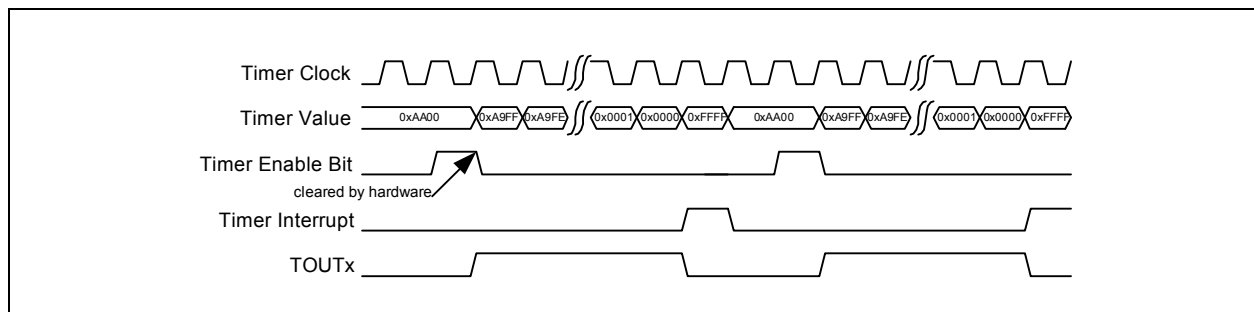 Timer Clock
Timer Value 0xAA00 0xA9FF 0xA9FE 0x0001 0x0000 0xFFFF 0xAA00 0xA9FF 0xA9FE 0x0001 0x0000 0xFFFF
Timer Enable Bit
cleared by hardware
Timer Interrupt
TOUTx